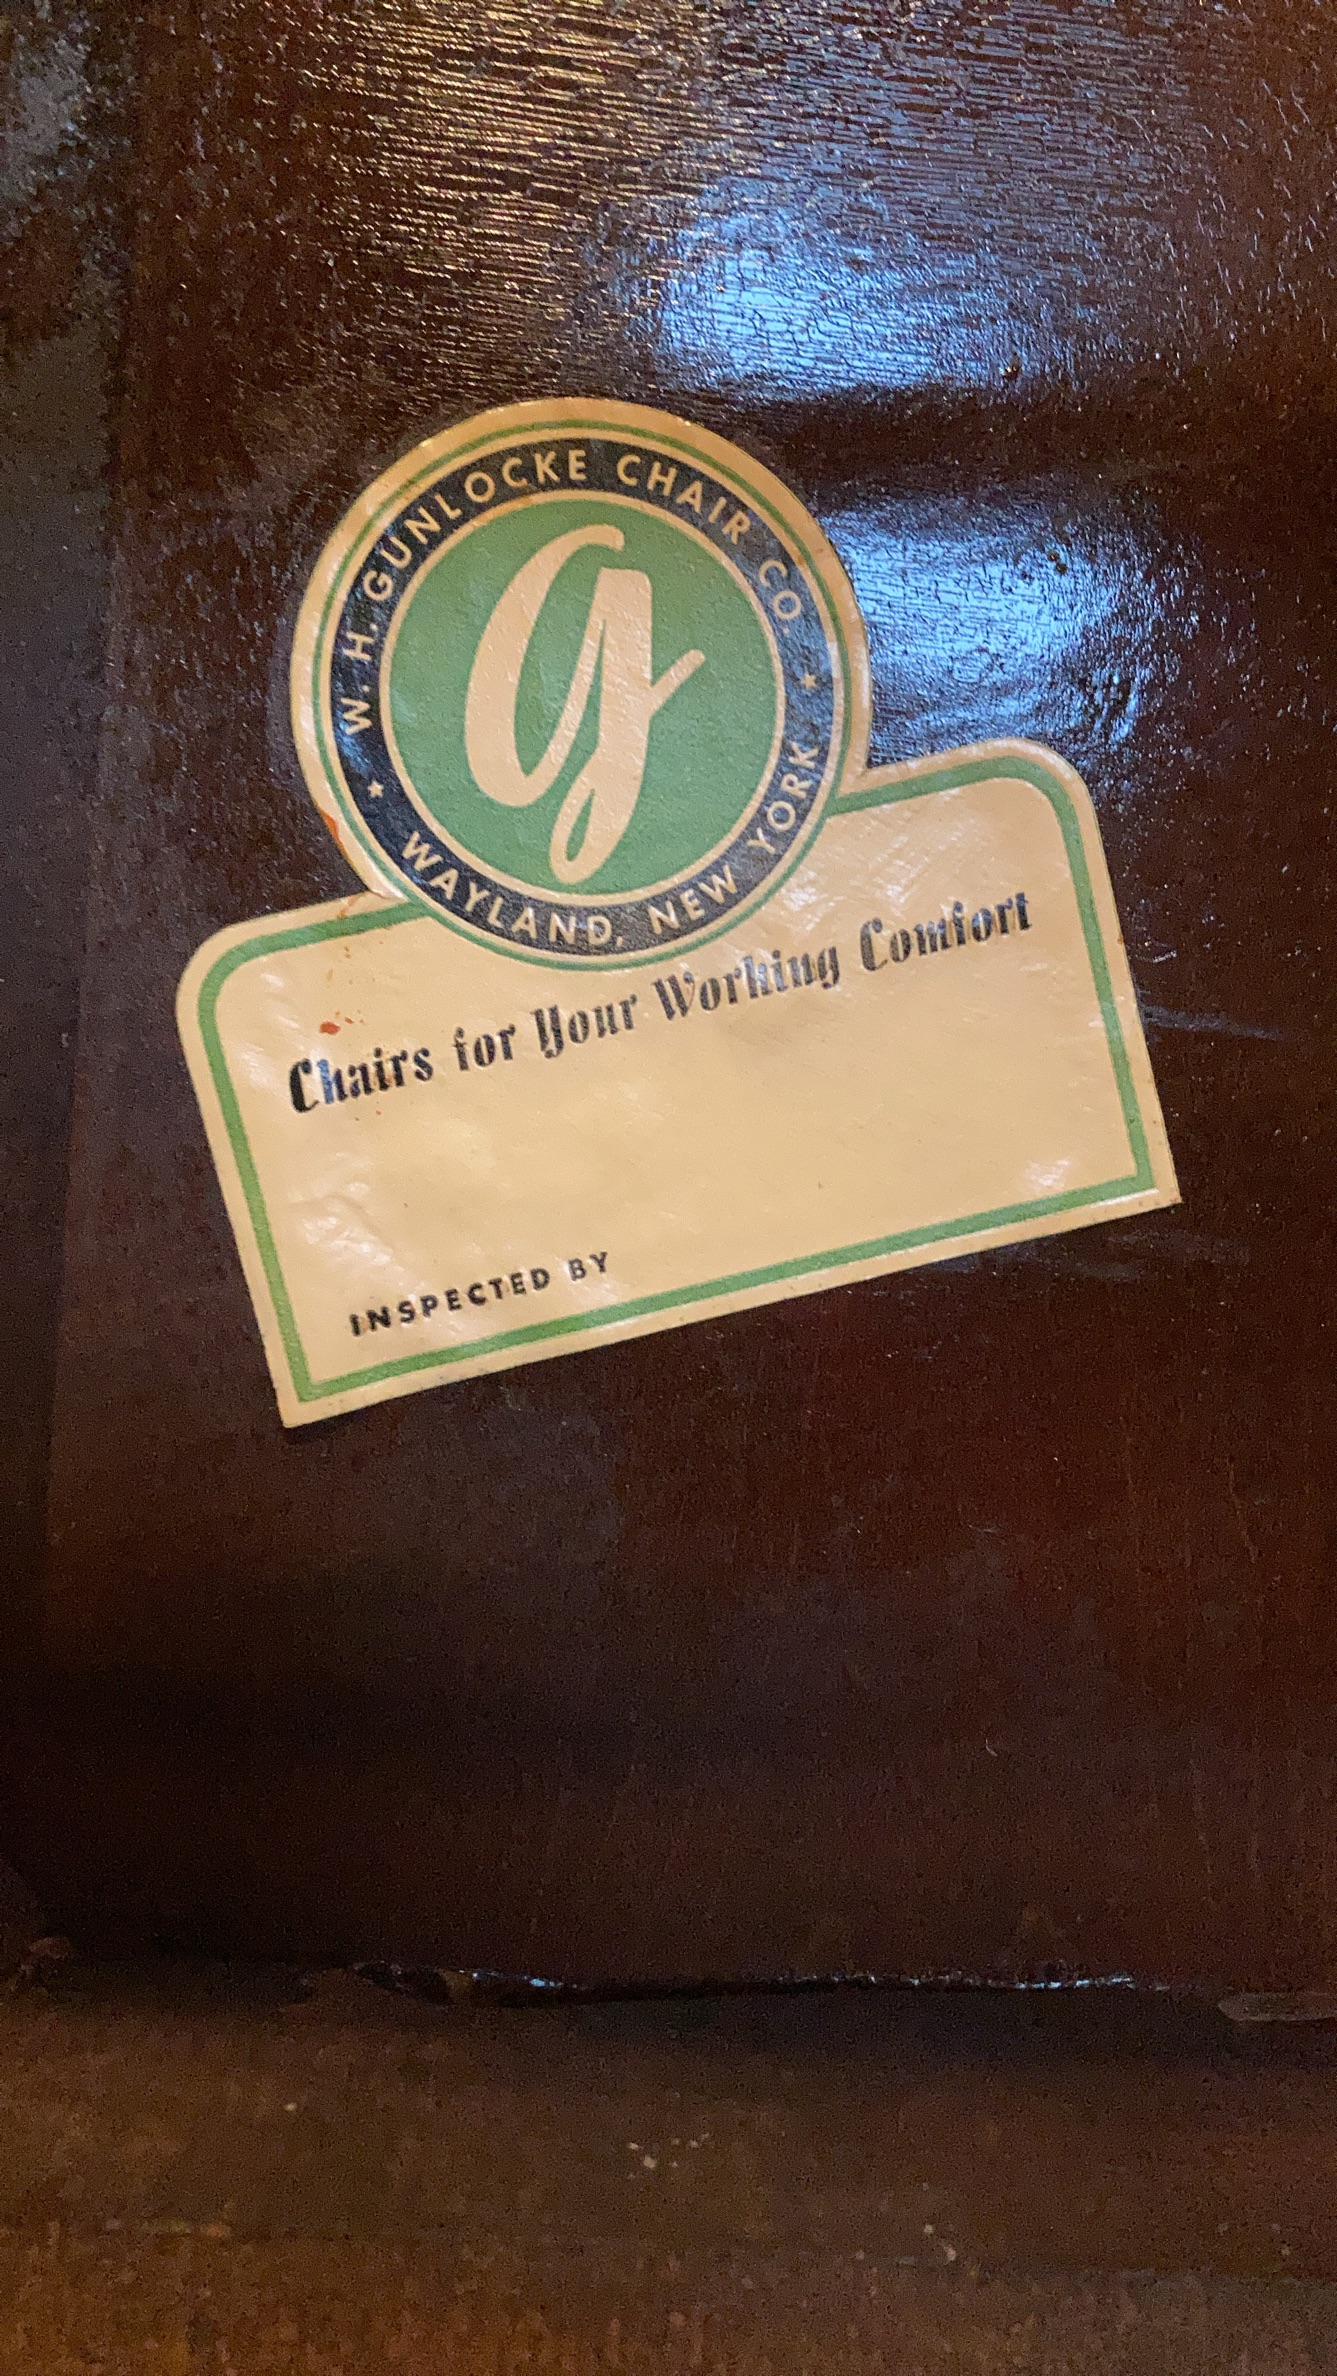 W. H. GUNLOCKE CHAIR CO.
g
★ WAYLAND, NEW YORK ★
Chairs for Your Working Comfort
INSPECTED BY